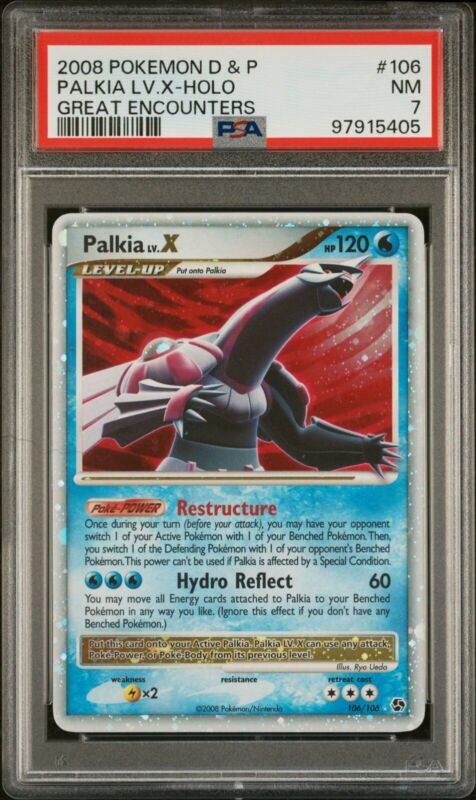 2008 POKEMON D & P #106
PALKIA LV.X-HOLO NM
GREAT ENCOUNTERS 7
PSA 97915405
Palkia LV.X HP 120
LEVEL-UP Put onto Palkia
Poké-POWER Restructure
Once during your turn (before your attack), you may have your opponent
switch 1 of your Active Pokémon with 1 of your Benched Pokémon. Then,
you switch 1 of the Defending Pokémon with 1 of your opponent's Benched
Pokémon. This power can't be used if Palkia is affected by a Special Condition.
Hydro Reflect 60
You may move all Energy cards attached to Palkia to your Benched
Pokémon in any way you like. (Ignore this effect if you don't have any
Benched Pokémon.)
Put this card onto your Active Palkia. Palkia LV.X can use any attack,
Poké-Power, or Poké-Body from its previous level.
Illus. Ryo Ueda
weakness resistance retreat cost
×2
©2008 Pokémon/Nintendo 106/106
PSA